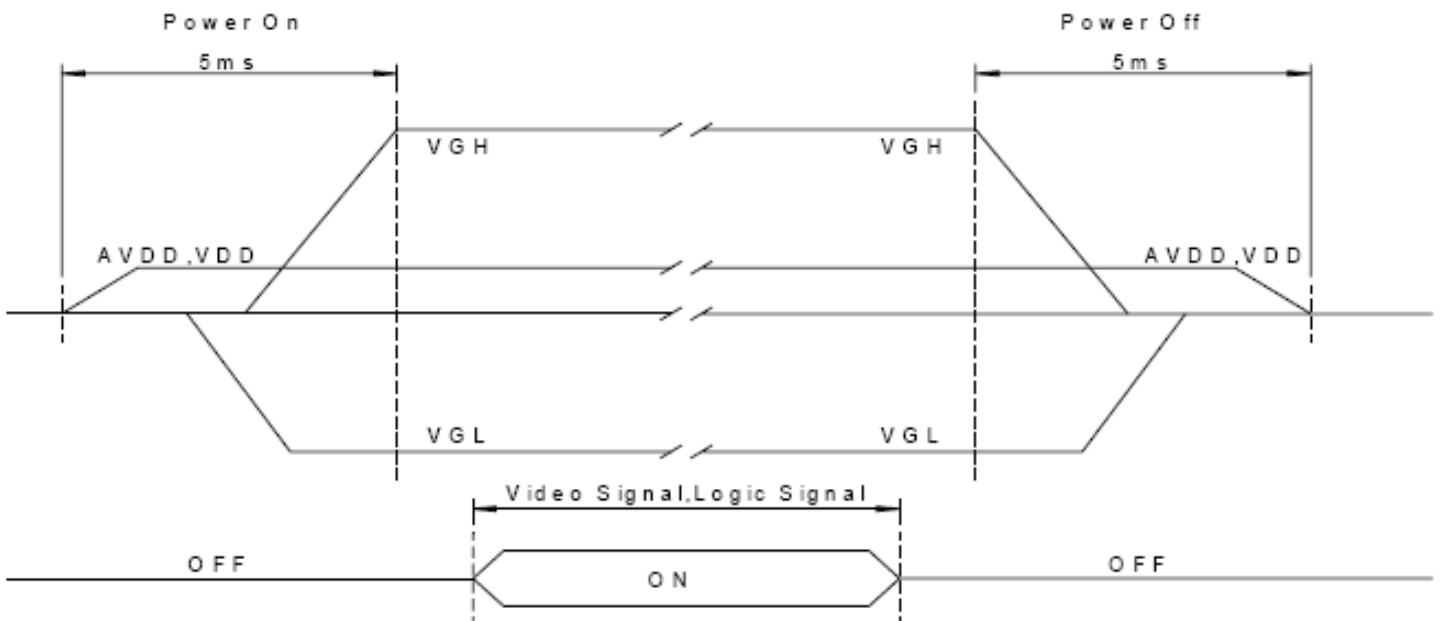 Power On
Power Off
5ms
5ms
VGH
VGH
AVDD,VDD
AVDD,VDD
VGL
VGL
Video Signal,Logic Signal
OFF
ON
OFF